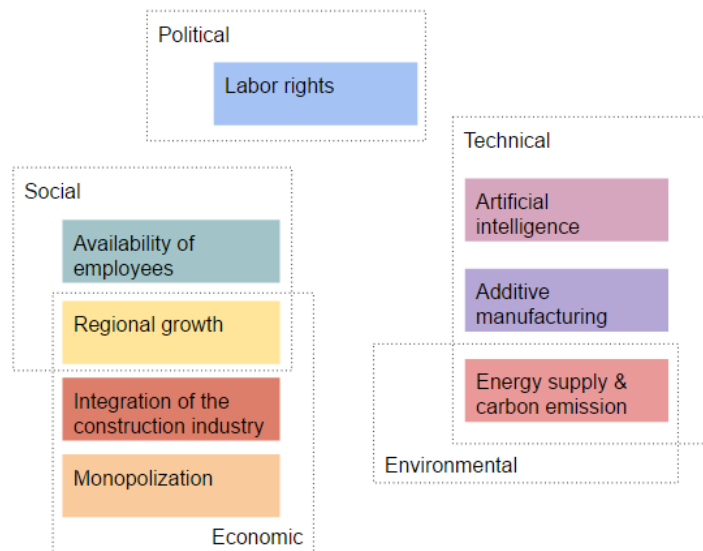 Political
Labor rights
Technical
Social
Artificial
intelligence
Availability of
employees
Additive
manufacturing
Regional growth
Energy supply &
carbon emission
Integration of the
construction industry
Environmental
Monopolization
Economic